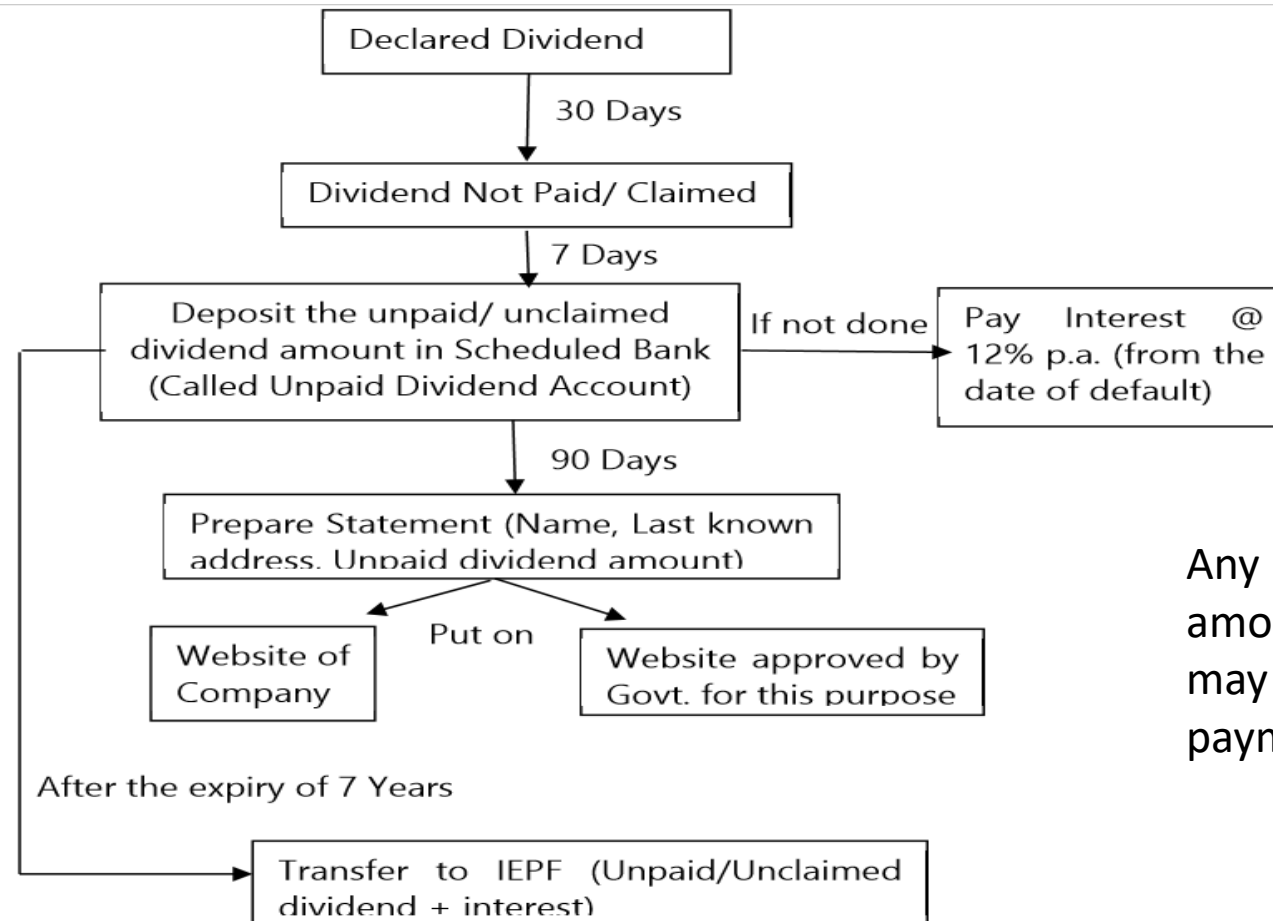 Declared Dividend
30 Days
Dividend Not Paid/ Claimed
7 Days
Deposit the unpaid/ unclaimed
dividend amount in Scheduled Bank
(Called Unpaid Dividend Account)
If not done
Pay Interest @
12% p.a. (from the
date of default)
90 Days
Prepare Statement (Name, Last known
address, Unpaid dividend amount)
Put on
Website of
Company
Website approved by
Govt. for this purpose
Any
may
After the expiry of 7 Years
Transfer to IEPF (Unpaid/Unclaimed
dividend + interest)